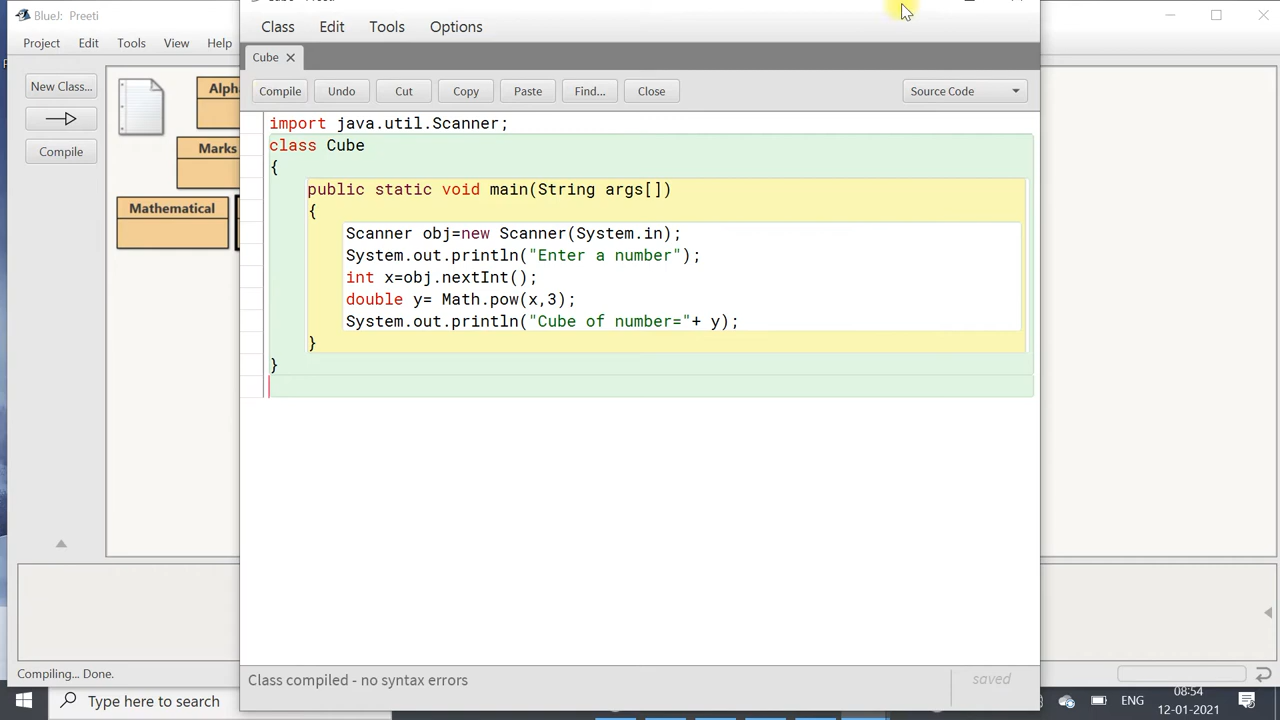 BlueJ: Preeti
Project Edit Tools View Help
Class Edit Tools Options
Cube
New Class...
Compile
Compile Undo Cut Copy Paste Find... Close Source Code
Marks
Mathematical
import java.util.Scanner;
class Cube
{
public static void main(String args[])
{
Scanner obj=new Scanner(System.in);
System.out.println("Enter a number");
int x=obj.nextInt();
double y= Math.pow(x,3);
System.out.println("Cube of number="+ y);
}
}
Compiling... Done.
Class compiled - no syntax errors
saved
Type here to search
ENG
08:54
12-01-2021